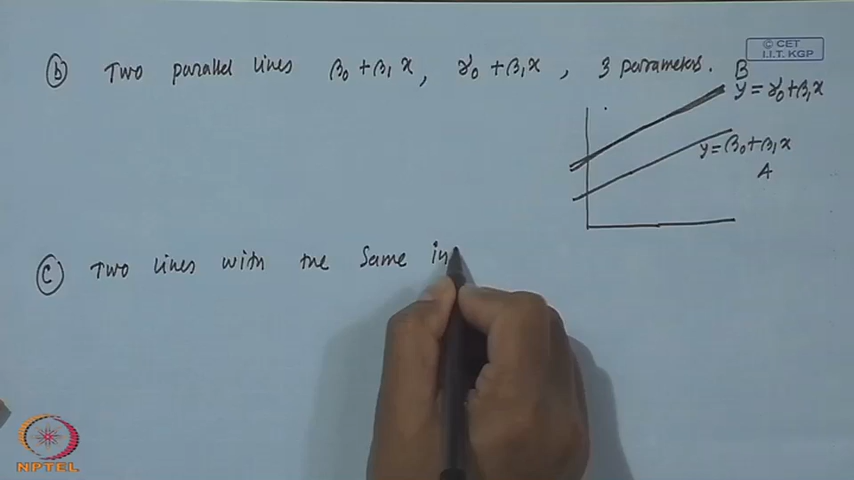 © CET
I.I.T. KGP
ⓑ Two parallel lines β₀ + β₁x, γ₀ + β₁x, 3 parameters. B
y = γ₀ + β₁x
y = β₀ + β₁x
A
ⓒ Two lines with the same in
NPTEL